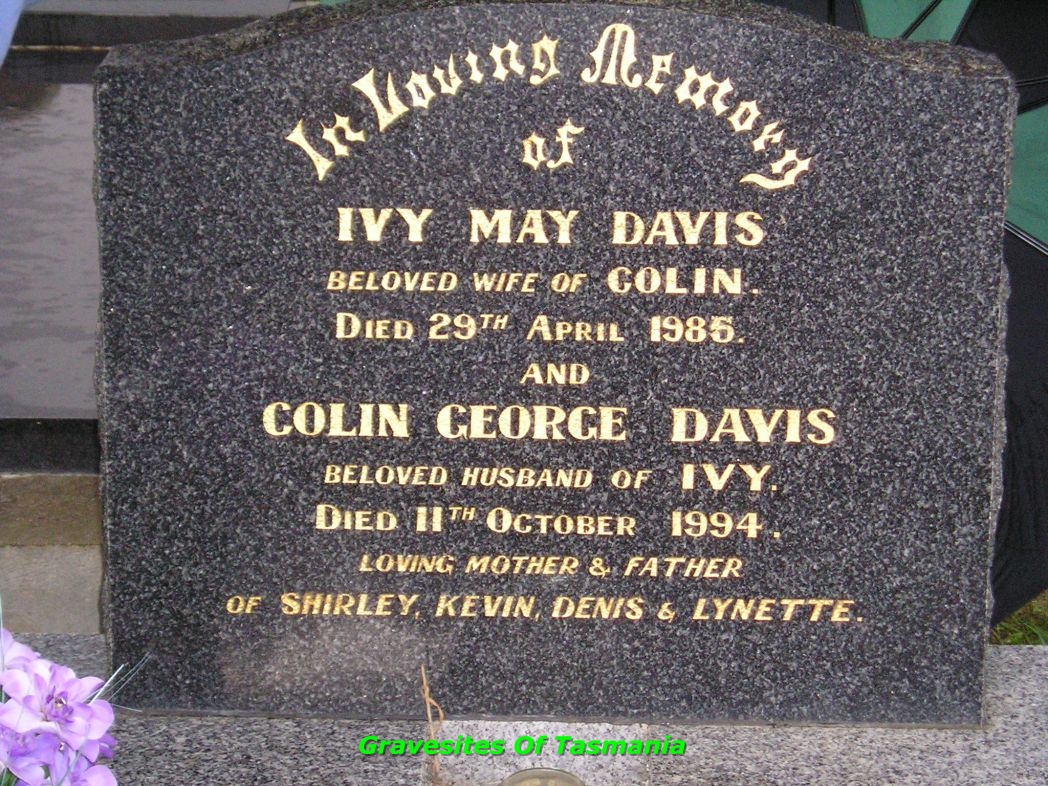 In Loving Memory
of
IVY MAY DAVIS
BELOVED WIFE OF COLIN.
DIED 29TH APRIL 1985.
AND
COLIN GEORGE DAVIS
BELOVED HUSBAND OF IVY.
DIED 11TH OCTOBER 1994.
LOVING MOTHER & FATHER
OF SHIRLEY, KEVIN, DENIS & LYNETTE.
Gravesites Of Tasmania